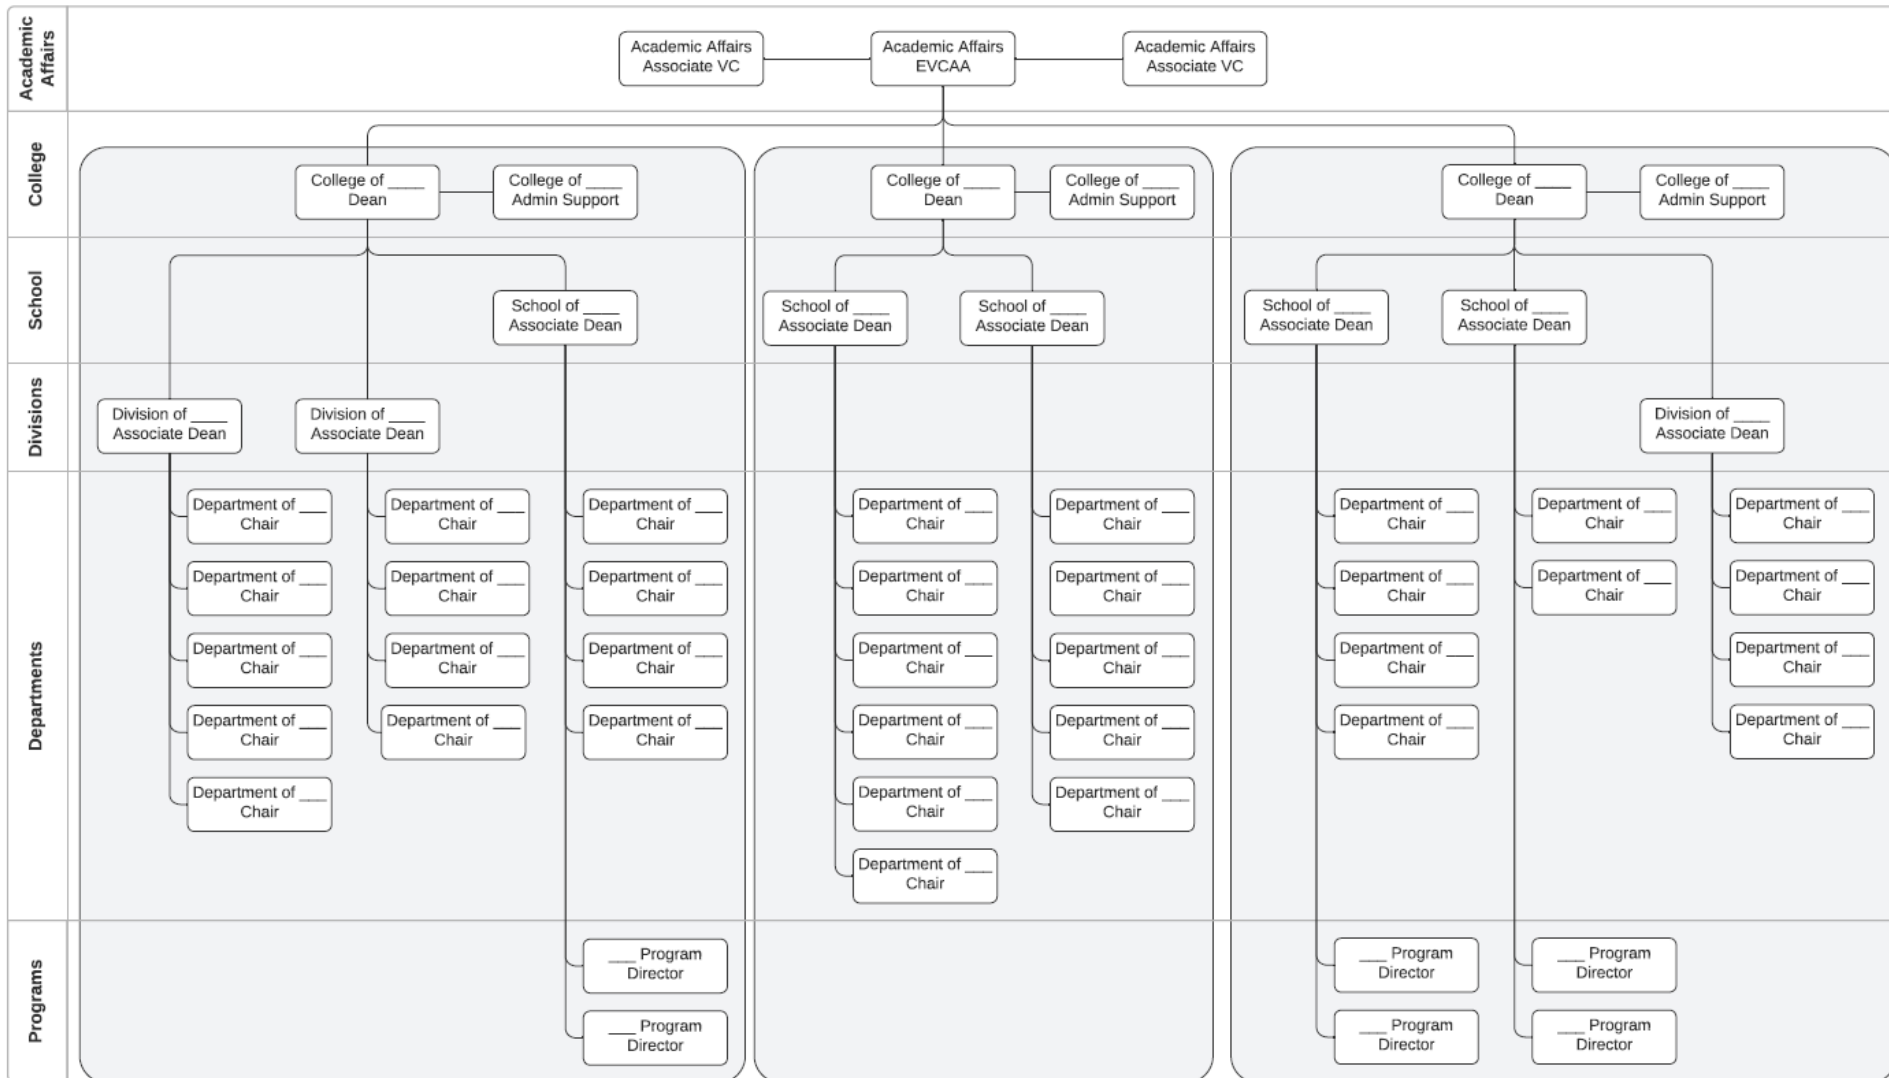 Academic
Affairs
Academic Affairs
Associate VC
Academic Affairs
EVCAA
Academic Affairs
Associate VC
College
College of ____
Dean
College of ____
Admin Support
College of ____
Dean
College of ____
Admin Support
College of ____
Dean
College of ____
Admin Support
School
School of ____
Associate Dean
School of ____
Associate Dean
School of ____
Associate Dean
School of ____
Associate Dean
School of ____
Associate Dean
Divisions
Division of ____
Associate Dean
Division of ____
Associate Dean
Division of ____
Associate Dean
Departments
Department of ___
Chair
Department of ___
Chair
Department of ___
Chair
Department of ___
Chair
Department of ___
Chair
Department of ___
Chair
Department of ___
Chair
Department of ___
Chair
Department of ___
Chair
Department of ___
Chair
Department of ___
Chair
Department of ___
Chair
Department of ___
Chair
Department of ___
Chair
Department of ___
Chair
Department of ___
Chair
Department of ___
Chair
Department of ___
Chair
Department of ___
Chair
Department of ___
Chair
Department of ___
Chair
Department of ___
Chair
Department of ___
Chair
Department of ___
Chair
Department of ___
Chair
Department of ___
Chair
Department of ___
Chair
Department of ___
Chair
Department of ___
Chair
Department of ___
Chair
Department of ___
Chair
Department of ___
Chair
Department of ___
Chair
Department of ___
Chair
Programs
___ Program
Director
___ Program
Director
___ Program
Director
___ Program
Director
___ Program
Director
___ Program
Director